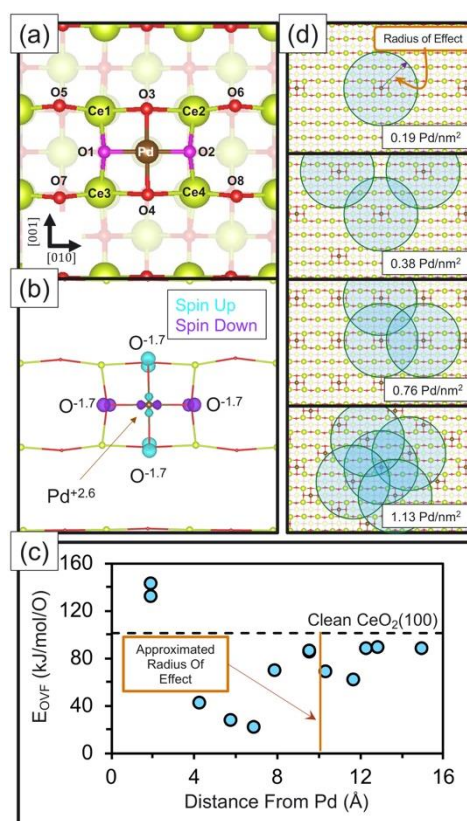 (a)
O5
O3
O6
Ce1
Ce2
O1
Pd
O2
Ce3
Ce4
O7
O4
O8
[001]
[010]
(b)
Spin Up
Spin Down
O-1.7
O-1.7
O-1.7
Pd+2.6
O-1.7
(d)
Radius of Effect
0.19 Pd/nm2
0.38 Pd/nm2
0.76 Pd/nm2
1.13 Pd/nm2
(c)
160
120
80
40
0
EOVF (kJ/mol/O)
Clean CeO2(100)
Approximated
Radius Of
Effect
0 4 8 12 16
Distance From Pd (Å)